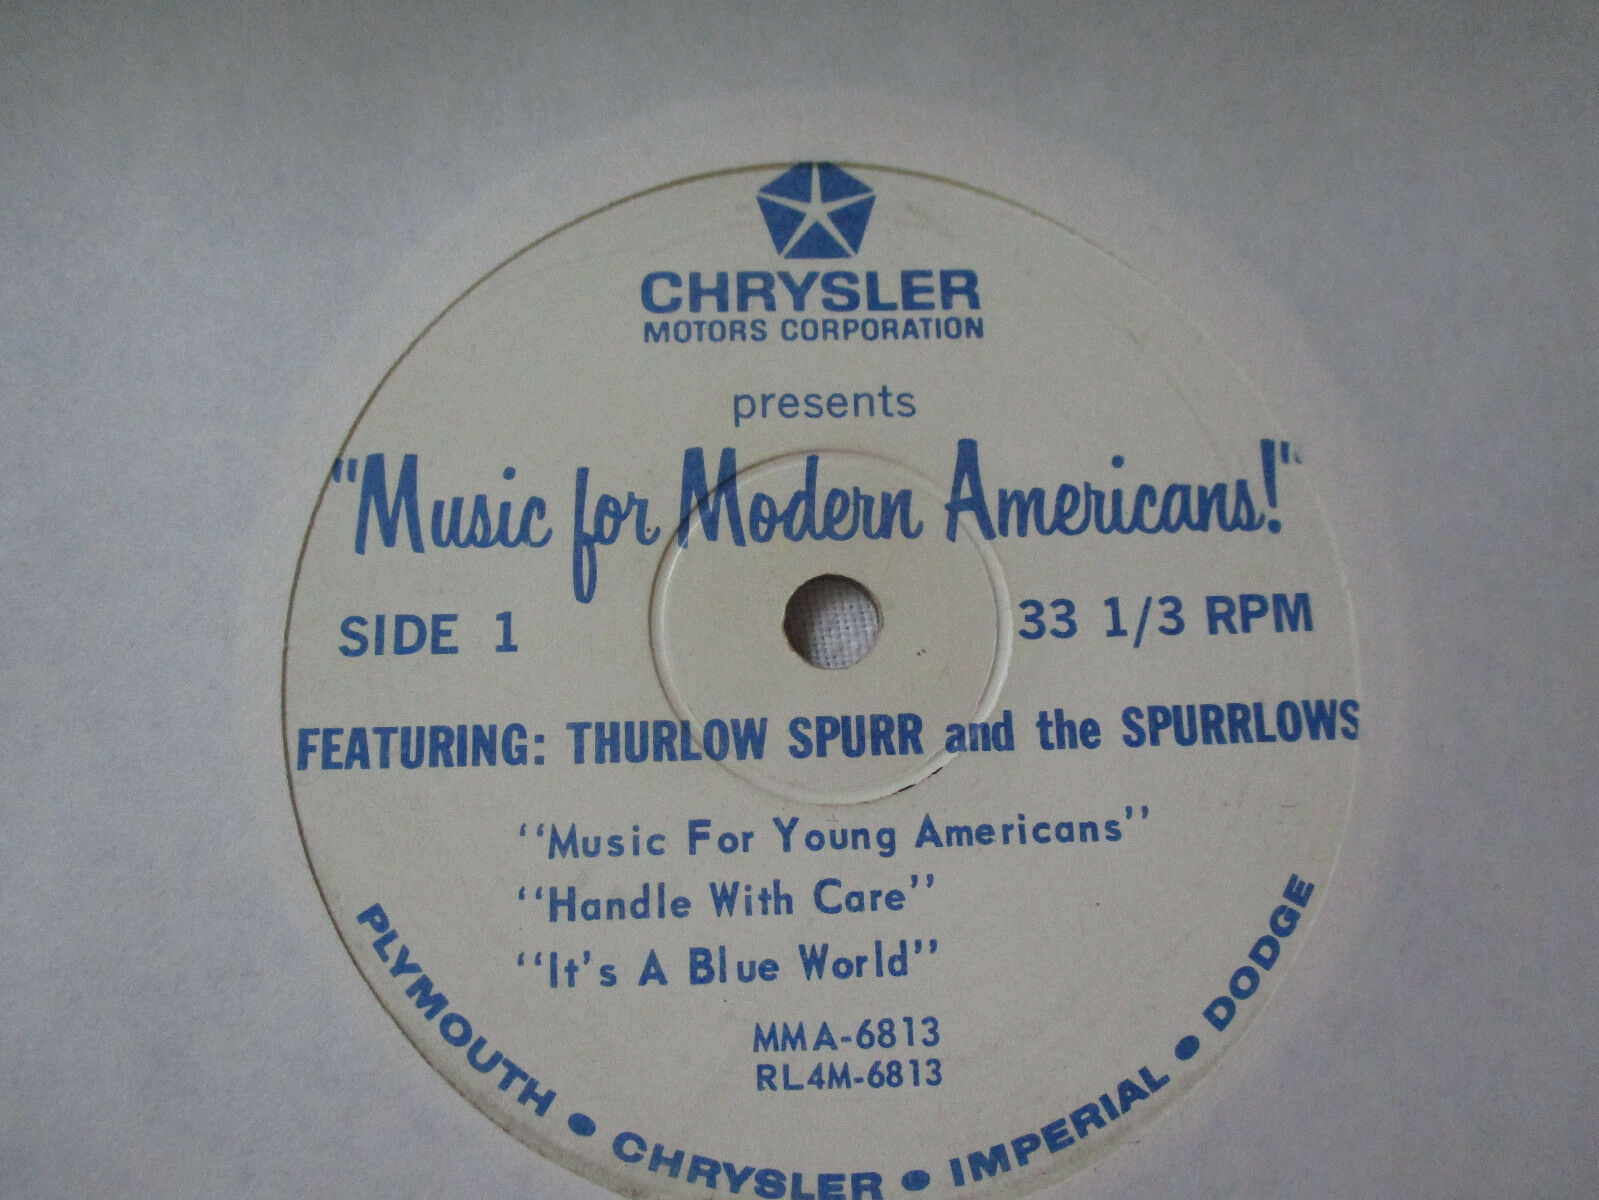 CHRYSLER
MOTORS CORPORATION
presents
"Music for Modern Americans!"
SIDE 1
33 1/3 RPM
FEATURING: THURLOW SPURR and the SPURRLOWS
"Music For Young Americans"
"Handle With Care"
"It's A Blue World"
MMA-6813
RL4M-6813
PLYMOUTH • CHRYSLER • IMPERIAL • DODGE